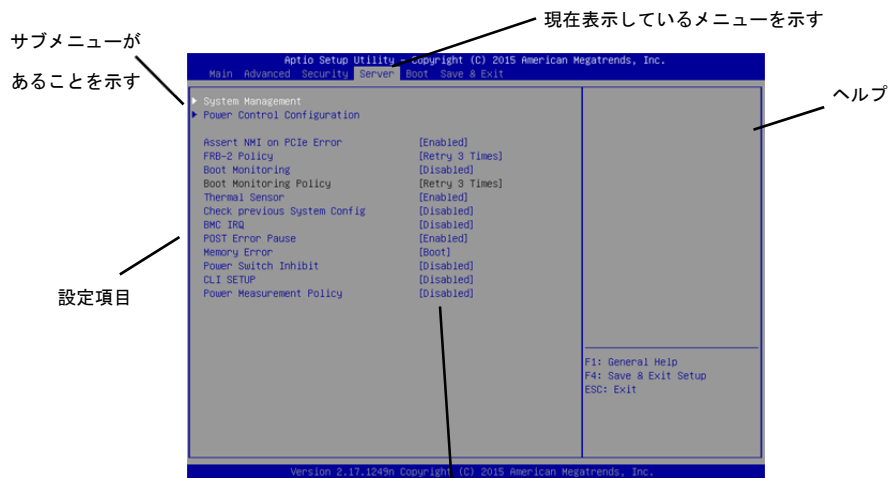 現在表示しているメニューを示す
サブメニューが
あることを示す
Aptio Setup Utility – Copyright (C) 2015 American Megatrends, Inc.
Main Advanced Security Server Boot Save & Exit
ヘルプ
System Management
Power Control Configuration
Assert NMI on PCIe Error [Enabled]
FRB-2 Policy [Retry 3 Times]
Boot Monitoring [Disabled]
Boot Monitoring Policy [Retry 3 Times]
Thermal Sensor [Enabled]
Check previous System Config [Disabled]
BMC IRQ [Disabled]
POST Error Pause [Enabled]
Memory Error [Boot]
Power Switch Inhibit [Disabled]
CLI SETUP [Disabled]
Power Measurement Policy [Disabled]
設定項目
F1: General Help
F4: Save & Exit Setup
ESC: Exit
Version 2.17.1249n Copyright (C) 2015 American Megatrends, Inc.